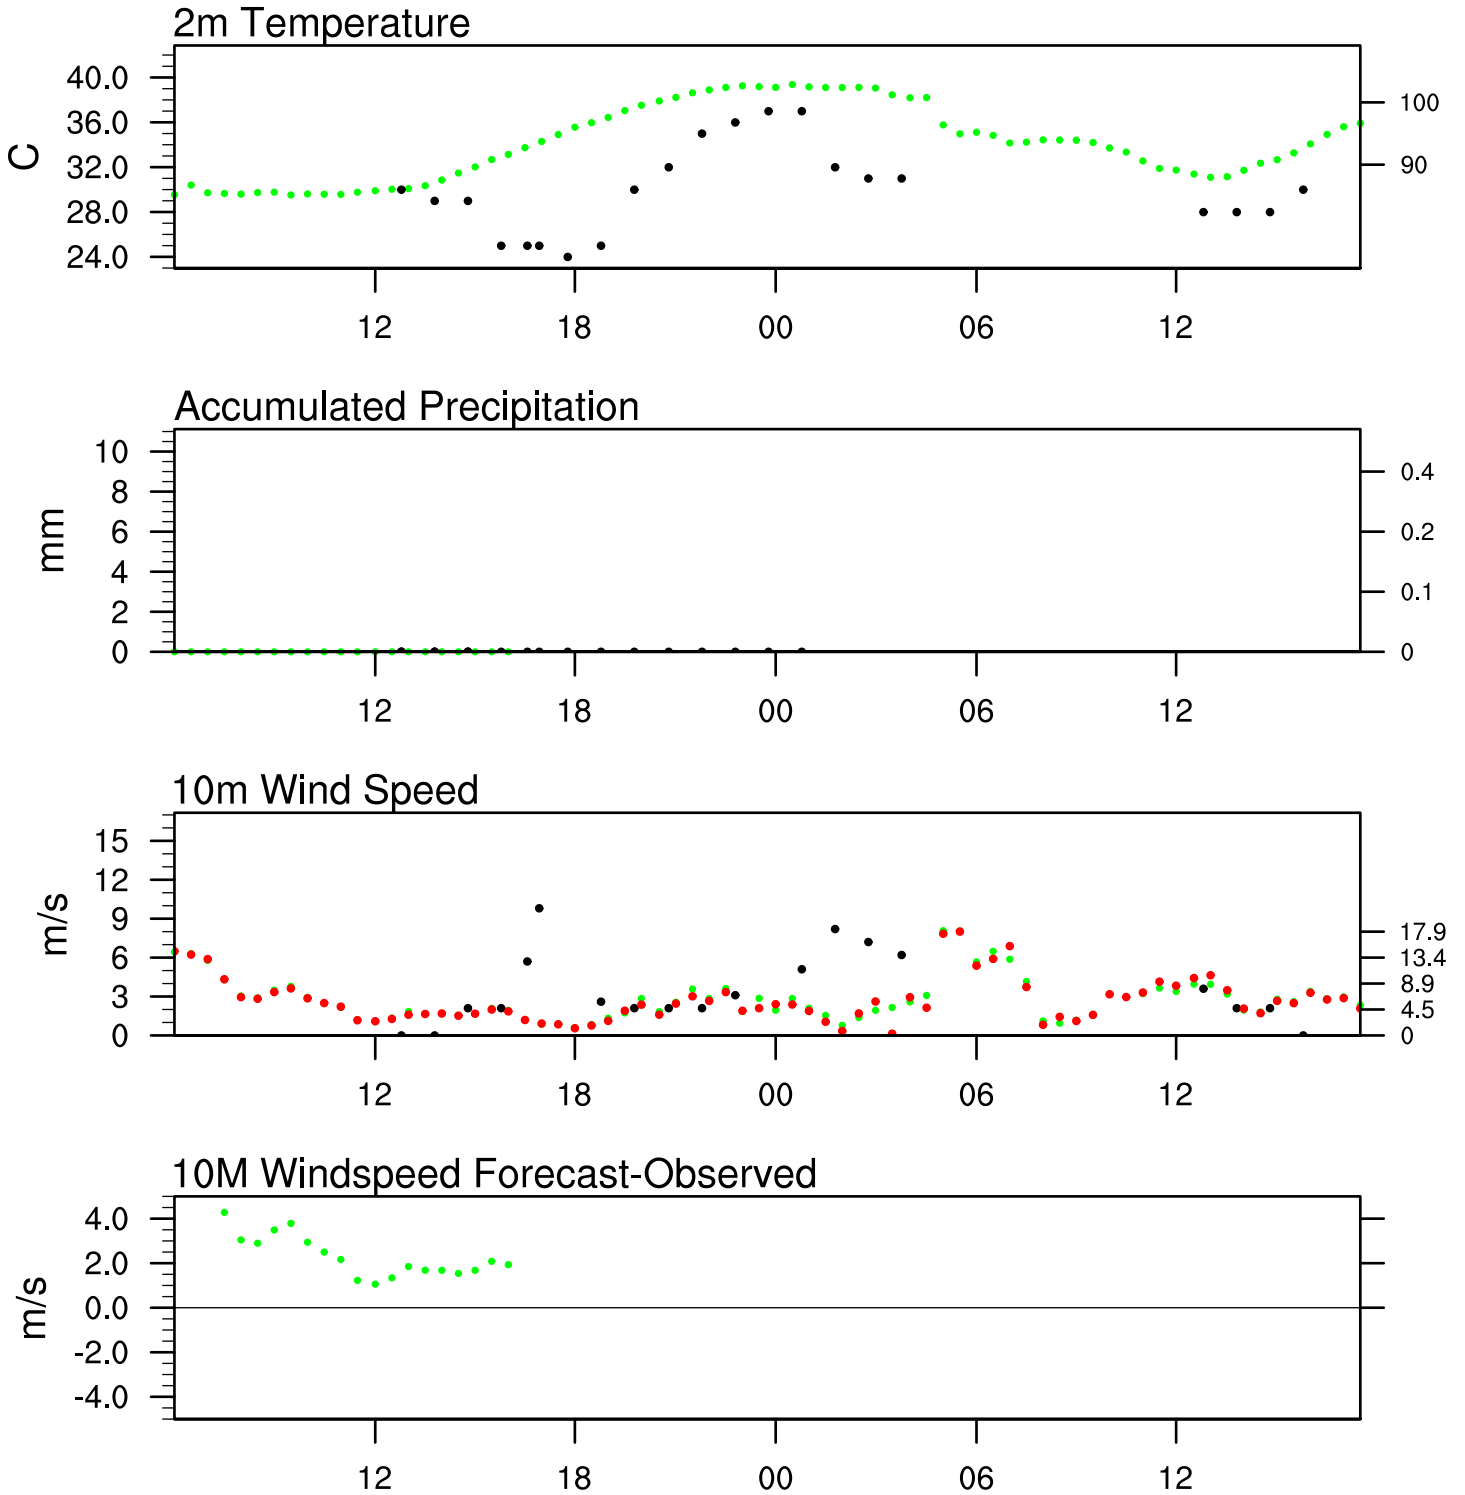 2m Temperature
40.0
36.0
32.0
28.0
24.0
C
100
90
12 18 00 06 12
Accumulated Precipitation
10
8
6
4
2
0
mm
0.4
0.2
0.1
0
12 18 00 06 12
10m Wind Speed
15
12
9
6
3
0
m/s
17.9
13.4
8.9
4.5
0
12 18 00 06 12
10M Windspeed Forecast-Observed
4.0
2.0
0.0
-2.0
-4.0
m/s
12 18 00 06 12